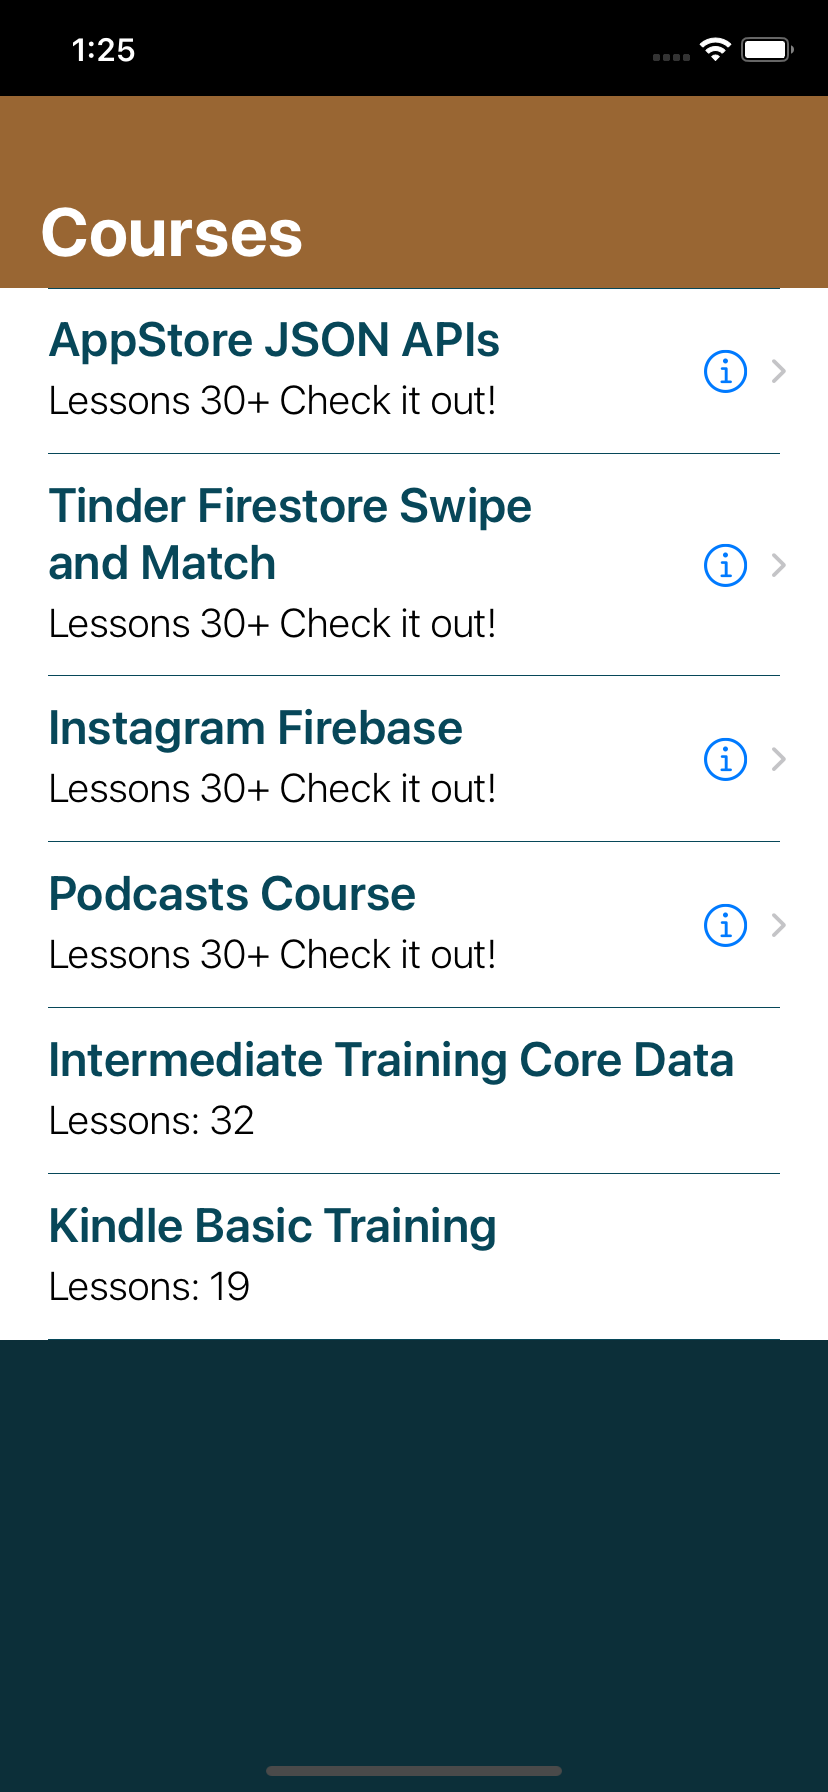 1:25
Courses
AppStore JSON APIs
Lessons 30+ Check it out!
Tinder Firestore Swipe
and Match
Lessons 30+ Check it out!
Instagram Firebase
Lessons 30+ Check it out!
Podcasts Course
Lessons 30+ Check it out!
Intermediate Training Core Data
Lessons: 32
Kindle Basic Training
Lessons: 19